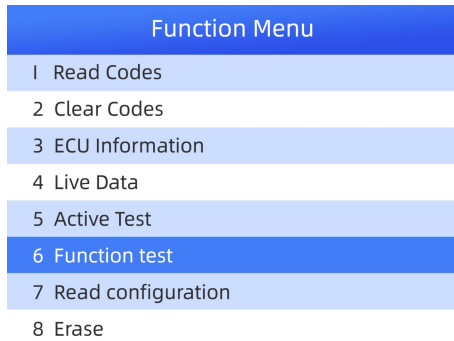 Function Menu
1 Read Codes
2 Clear Codes
3 ECU Information
4 Live Data
5 Active Test
6 Function test
7 Read configuration
8 Erase